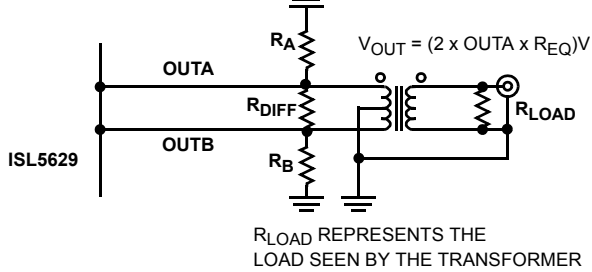 R_A
V_OUT = (2 x OUTA x R_EQ)V
OUTA
R_DIFF
R_LOAD
OUTB
R_B
ISL5629
R_LOAD REPRESENTS THE
LOAD SEEN BY THE TRANSFORMER